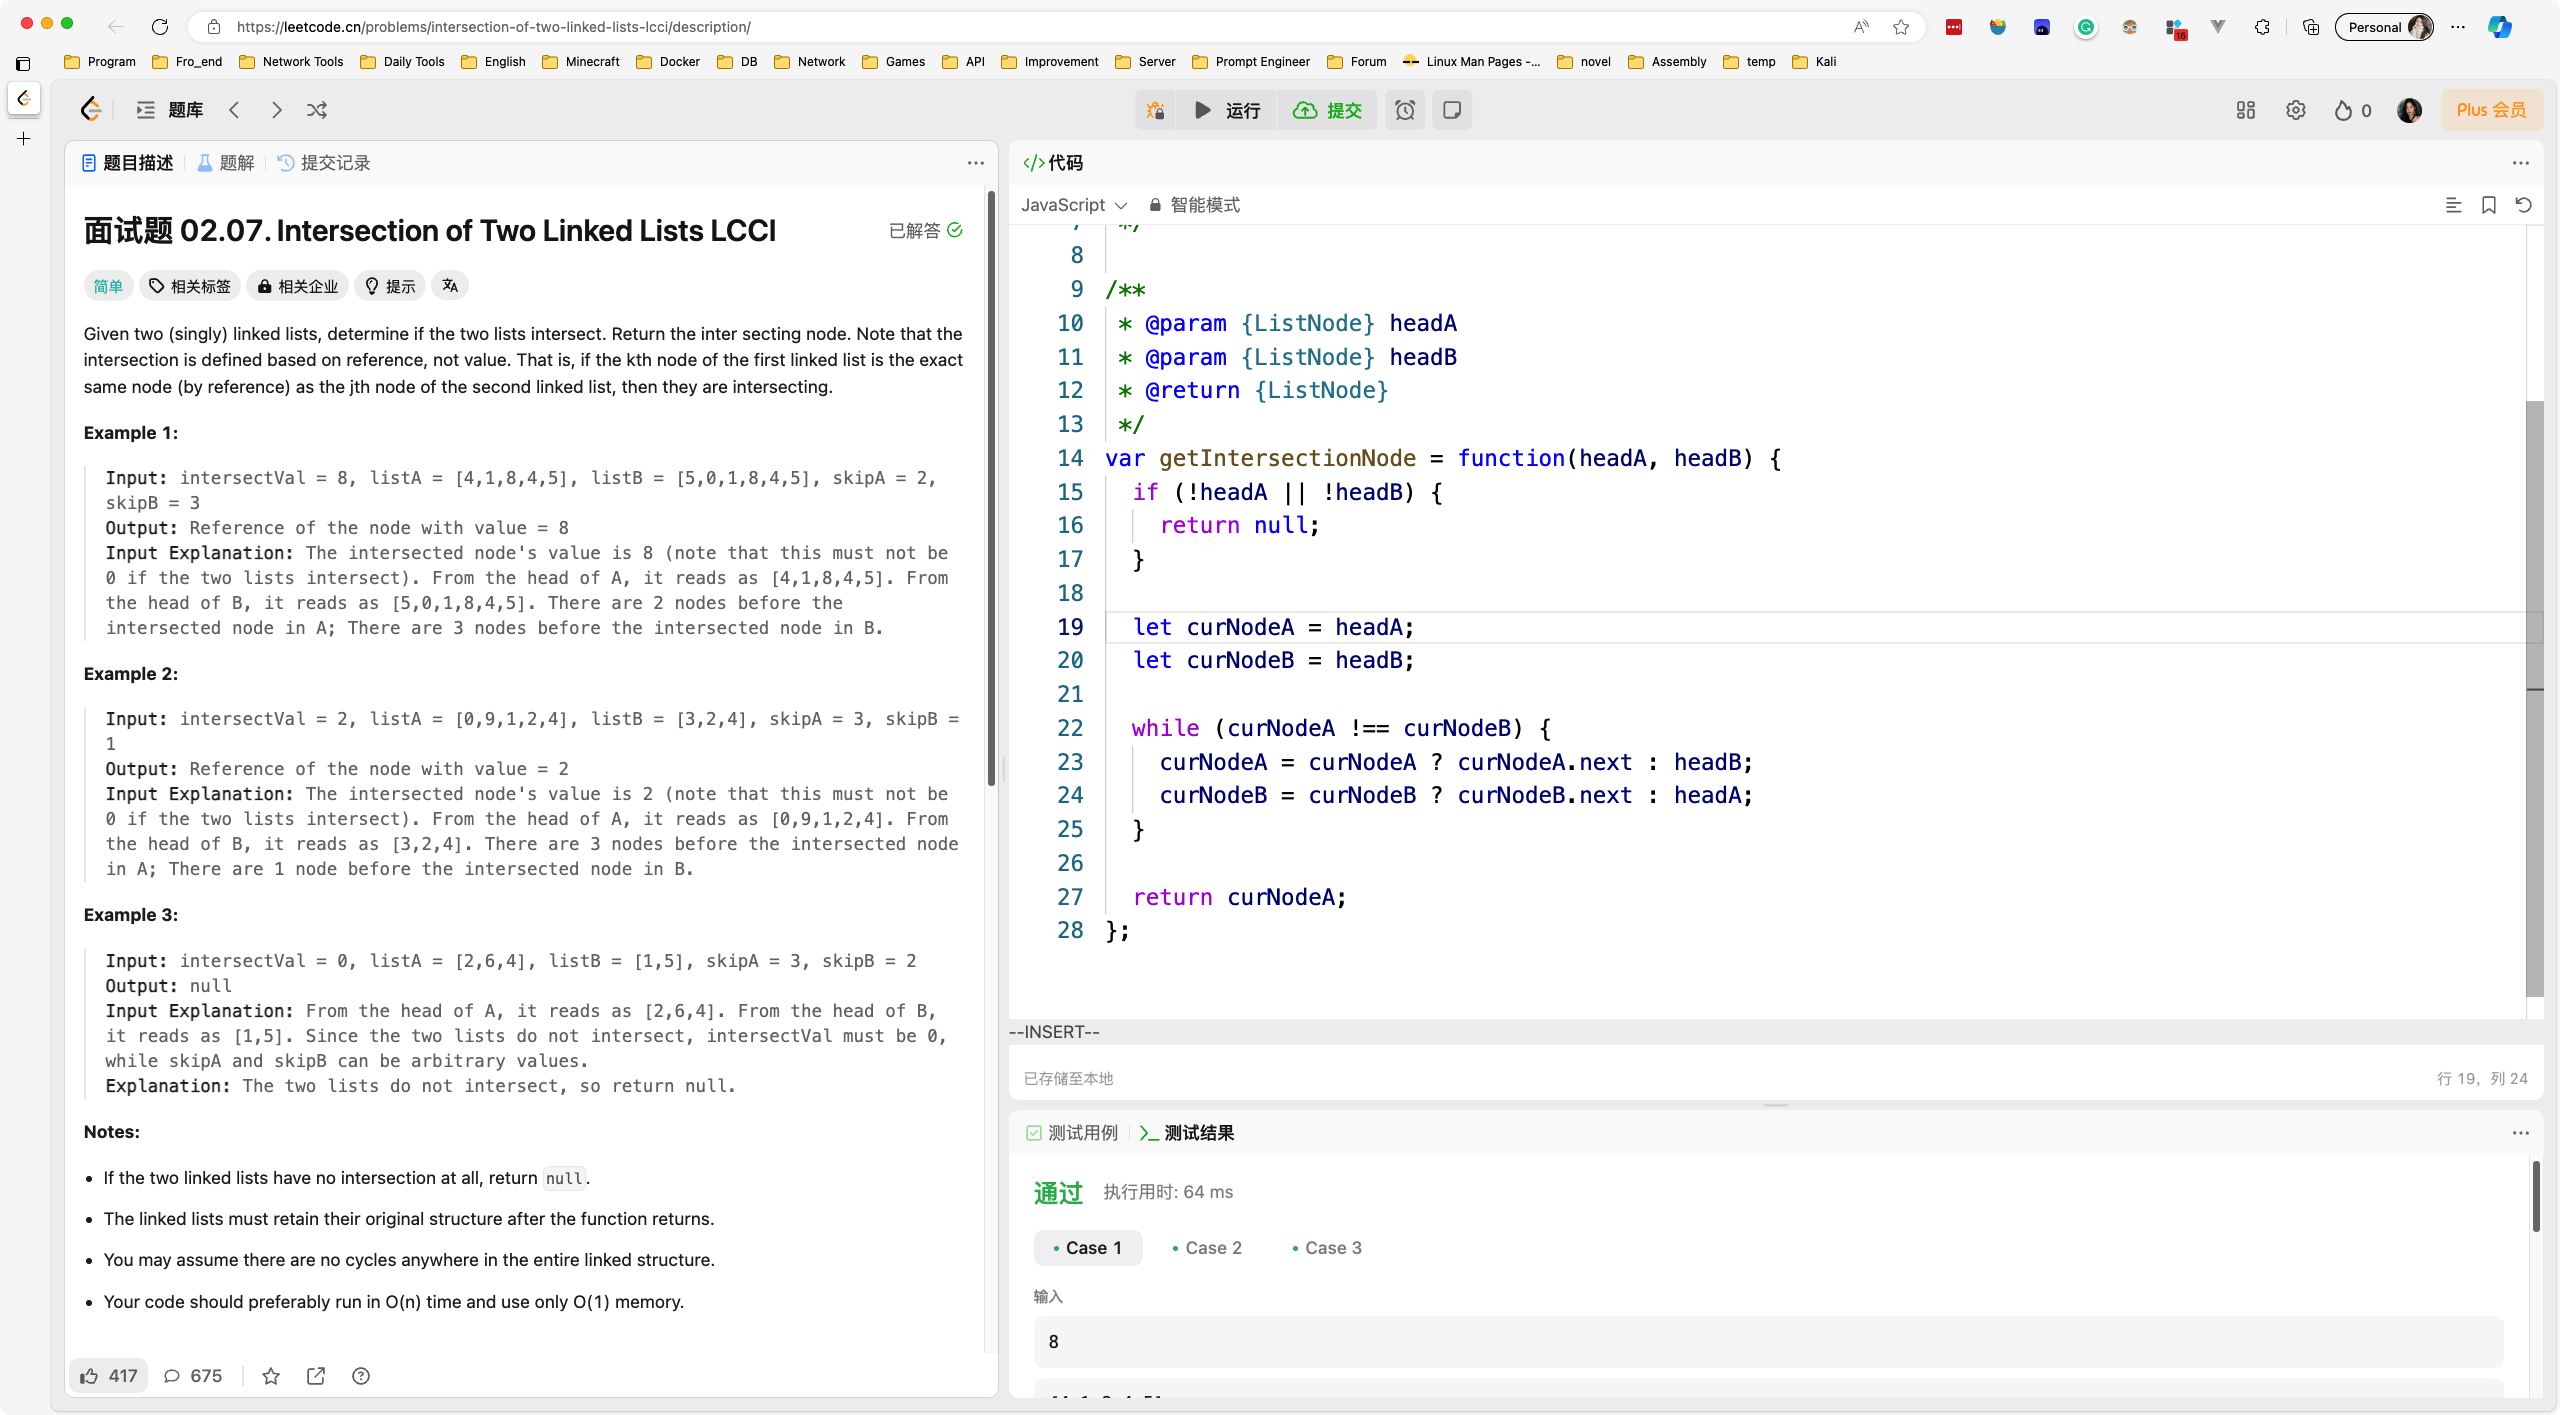 https://leetcode.cn/problems/intersection-of-two-linked-lists-lcci/description/
16
Personal
Program Fro_end Network Tools Daily Tools English Minecraft Docker DB Network Games API Improvement Server Prompt Engineer Forum Linux Man Pages -... novel Assembly temp Kali
题库
运行
提交
0
Plus 会员
题目描述 题解 提交记录
面试题 02.07. Intersection of Two Linked Lists LCCI
已解答
简单 相关标签 相关企业 提示
Given two (singly) linked lists, determine if the two lists intersect. Return the inter secting node. Note that the
intersection is defined based on reference, not value. That is, if the kth node of the first linked list is the exact
same node (by reference) as the jth node of the second linked list, then they are intersecting.
Example 1:
Input: intersectVal = 8, listA = [4,1,8,4,5], listB = [5,0,1,8,4,5], skipA = 2,
skipB = 3
Output: Reference of the node with value = 8
Input Explanation: The intersected node's value is 8 (note that this must not be
0 if the two lists intersect). From the head of A, it reads as [4,1,8,4,5]. From
the head of B, it reads as [5,0,1,8,4,5]. There are 2 nodes before the
intersected node in A; There are 3 nodes before the intersected node in B.
Example 2:
Input: intersectVal = 2, listA = [0,9,1,2,4], listB = [3,2,4], skipA = 3, skipB =
1
Output: Reference of the node with value = 2
Input Explanation: The intersected node's value is 2 (note that this must not be
0 if the two lists intersect). From the head of A, it reads as [0,9,1,2,4]. From
the head of B, it reads as [3,2,4]. There are 3 nodes before the intersected node
in A; There are 1 node before the intersected node in B.
Example 3:
Input: intersectVal = 0, listA = [2,6,4], listB = [1,5], skipA = 3, skipB = 2
Output: null
Input Explanation: From the head of A, it reads as [2,6,4]. From the head of B,
it reads as [1,5]. Since the two lists do not intersect, intersectVal must be 0,
while skipA and skipB can be arbitrary values.
Explanation: The two lists do not intersect, so return null.
Notes:
• If the two linked lists have no intersection at all, return null.
• The linked lists must retain their original structure after the function returns.
• You may assume there are no cycles anywhere in the entire linked structure.
• Your code should preferably run in O(n) time and use only O(1) memory.
417 675
</> 代码
JavaScript 智能模式
7 */
8
9 /**
10 * @param {ListNode} headA
11 * @param {ListNode} headB
12 * @return {ListNode}
13 */
14 var getIntersectionNode = function(headA, headB) {
15 if (!headA || !headB) {
16 return null;
17 }
18
19 let curNodeA = headA;
20 let curNodeB = headB;
21
22 while (curNodeA !== curNodeB) {
23 curNodeA = curNodeA ? curNodeA.next : headB;
24 curNodeB = curNodeB ? curNodeB.next : headA;
25 }
26
27 return curNodeA;
28 };
--INSERT--
已存储至本地
行 19，列 24
测试用例 >_ 测试结果
通过 执行用时: 64 ms
• Case 1 • Case 2 • Case 3
输入
8
[4,1,8,4,5]